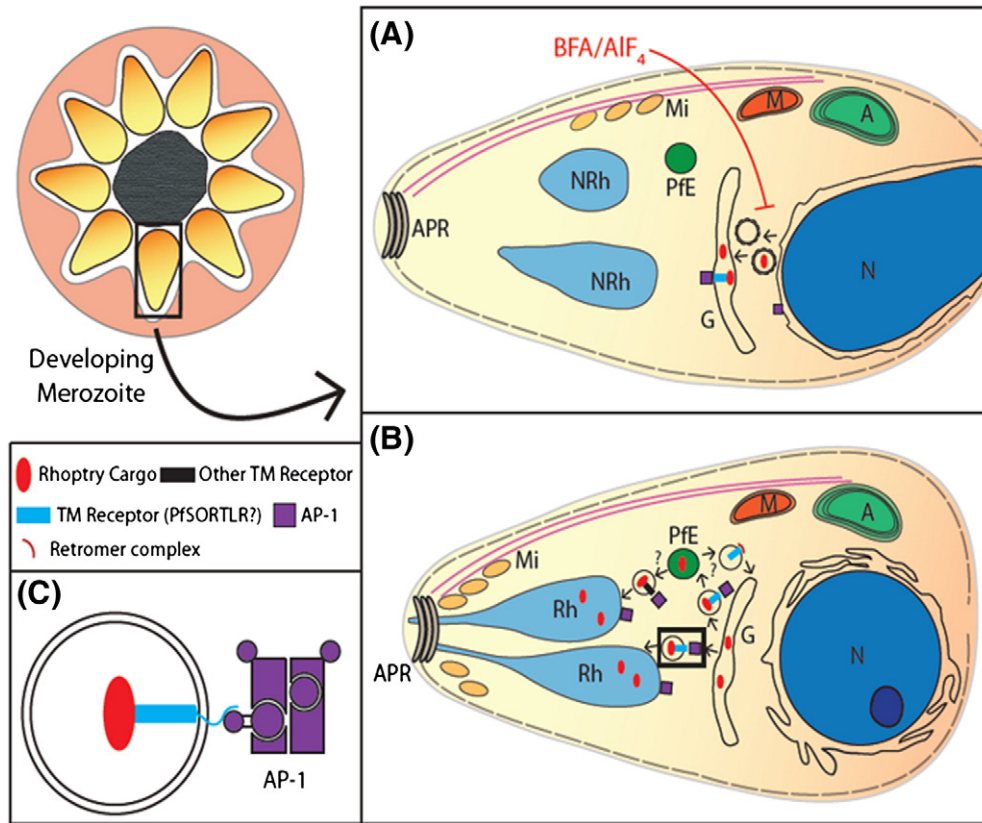 Developing
Merozoite
Rhoptry Cargo
Other TM Receptor
TM Receptor (PfSORTLR?)
AP-1
Retromer complex
(C)
AP-1
(A)
BFA/AlF4
Mi
M
A
NRh
PfE
APR
NRh
G
N
(B)
M
A
PfE
Mi
?
?
Rh
G
N
APR
Rh